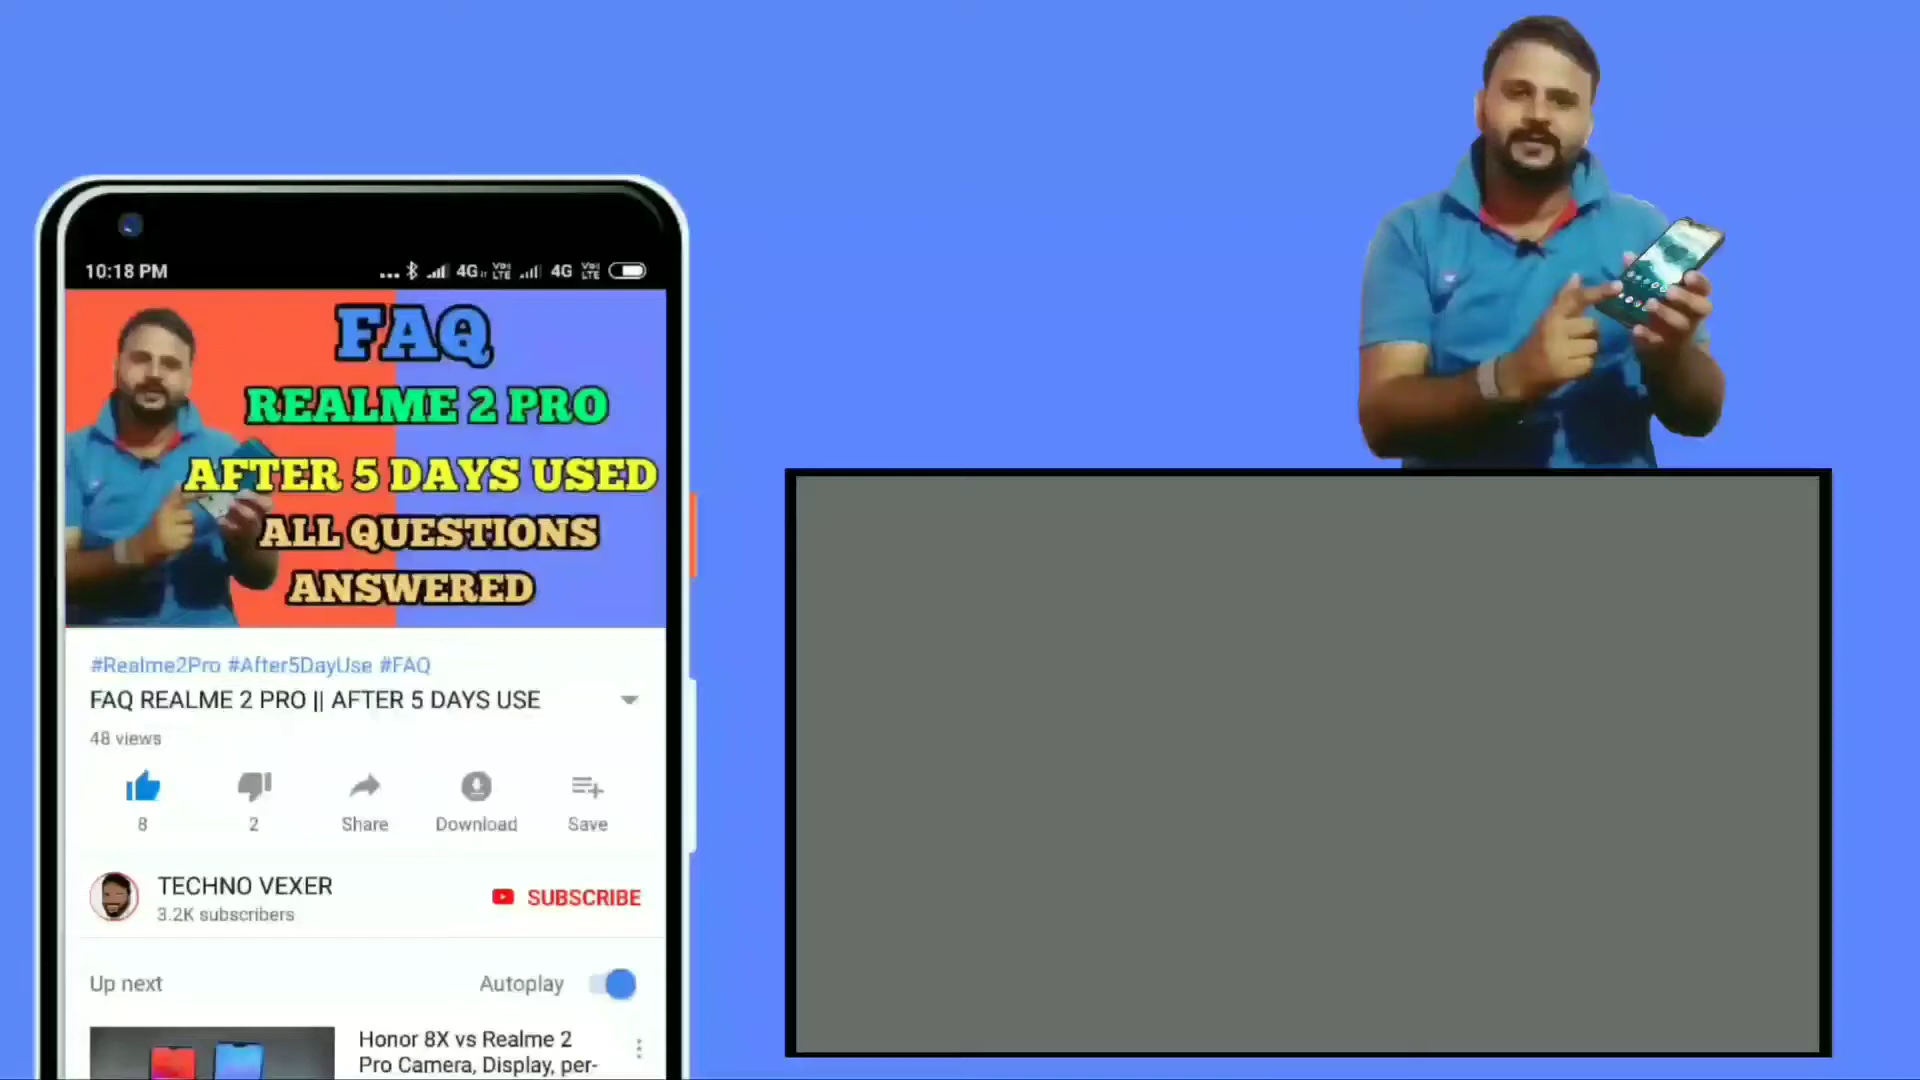 10:18 PM
4G VoLTE 4G VoLTE
FAQ
REALME 2 PRO
AFTER 5 DAYS USED
ALL QUESTIONS
ANSWERED
#Realme2Pro #After5DayUse #FAQ
FAQ REALME 2 PRO || AFTER 5 DAYS USE
48 views
8 2 Share Download Save
TECHNO VEXER
SUBSCRIBE
3.2K subscribers
Up next Autoplay
Honor 8X vs Realme 2
Pro Camera, Display, per-